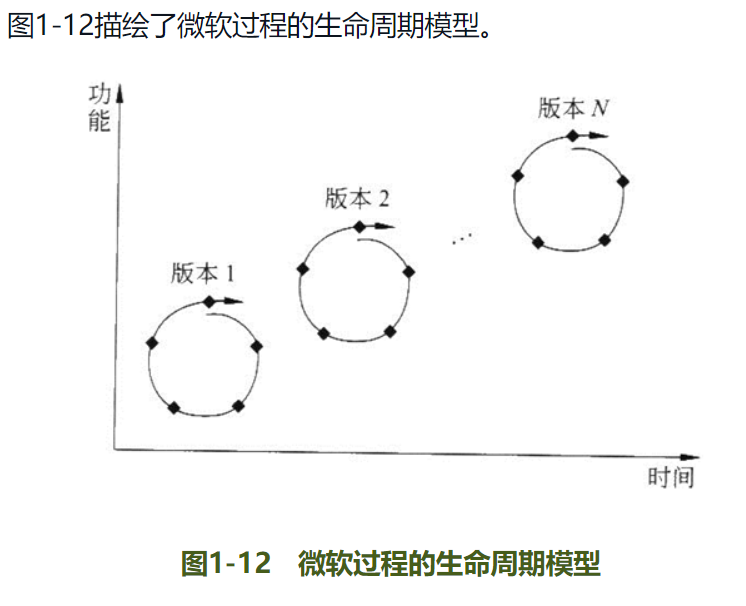 图1-12描绘了微软过程的生命周期模型。
功能
版本 N
版本 2
…
版本 1
时间
图1-12 微软过程的生命周期模型